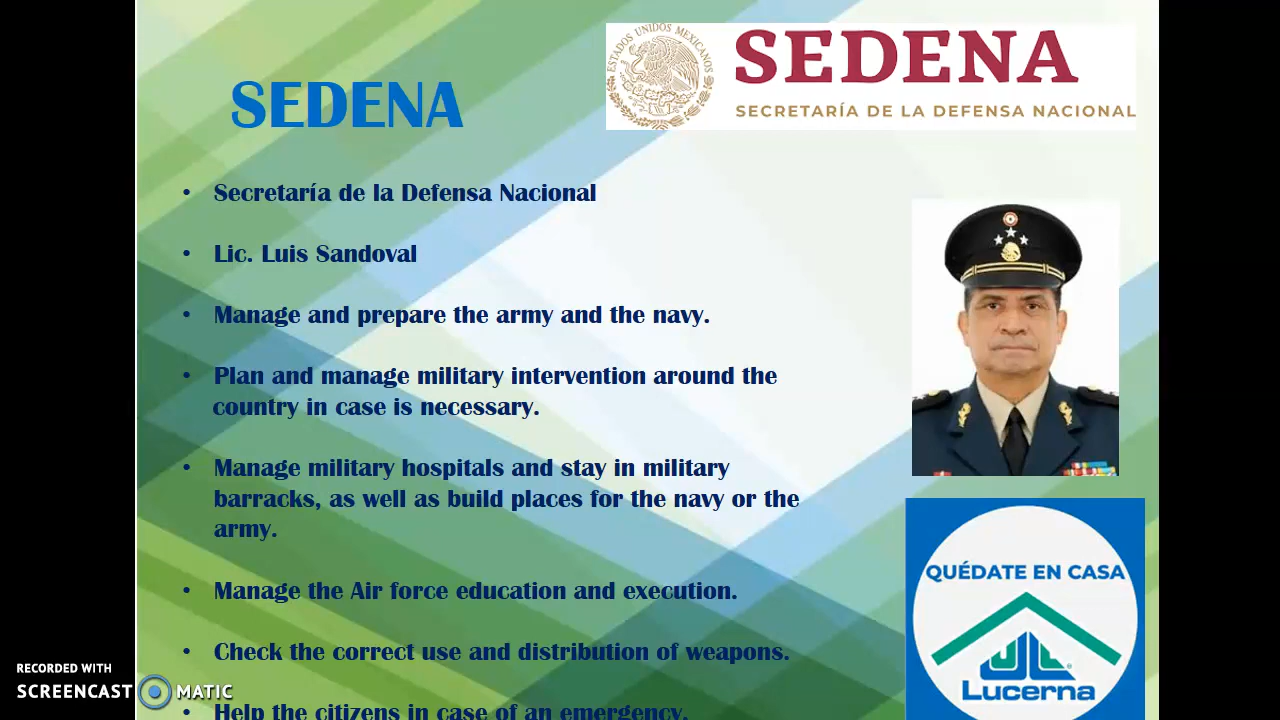 ESTADOS UNIDOS MEXICANOS
SEDENA
SECRETARÍA DE LA DEFENSA NACIONAL
SEDENA
• Secretaría de la Defensa Nacional
• Lic. Luis Sandoval
• Manage and prepare the army and the navy.
• Plan and manage military intervention around the
country in case is necessary.
• Manage military hospitals and stay in military
barracks, as well as build places for the navy or the
army.
• Manage the Air force education and execution.
• Check the correct use and distribution of weapons.
• Help the citizens in case of an emergency.
QUÉDATE EN CASA
Lucerna
RECORDED WITH
SCREENCAST MATIC